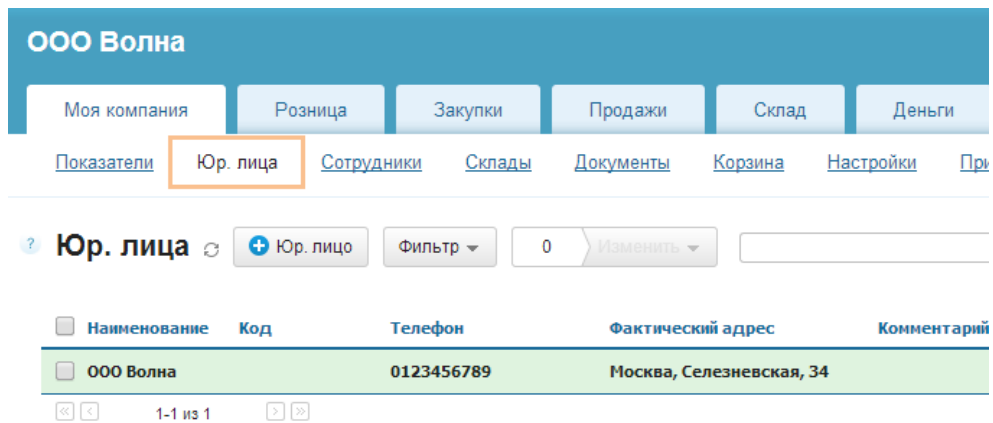 ООО Волна
Моя компания Розница Закупки Продажи Склад Деньги
Показатели Юр. лица Сотрудники Склады Документы Корзина Настройки
? Юр. лица Юр. лицо Фильтр 0 Изменить
Наименование Код Телефон Фактический адрес Комментарий
ООО Волна 0123456789 Москва, Селезневская, 34
1-1 из 1